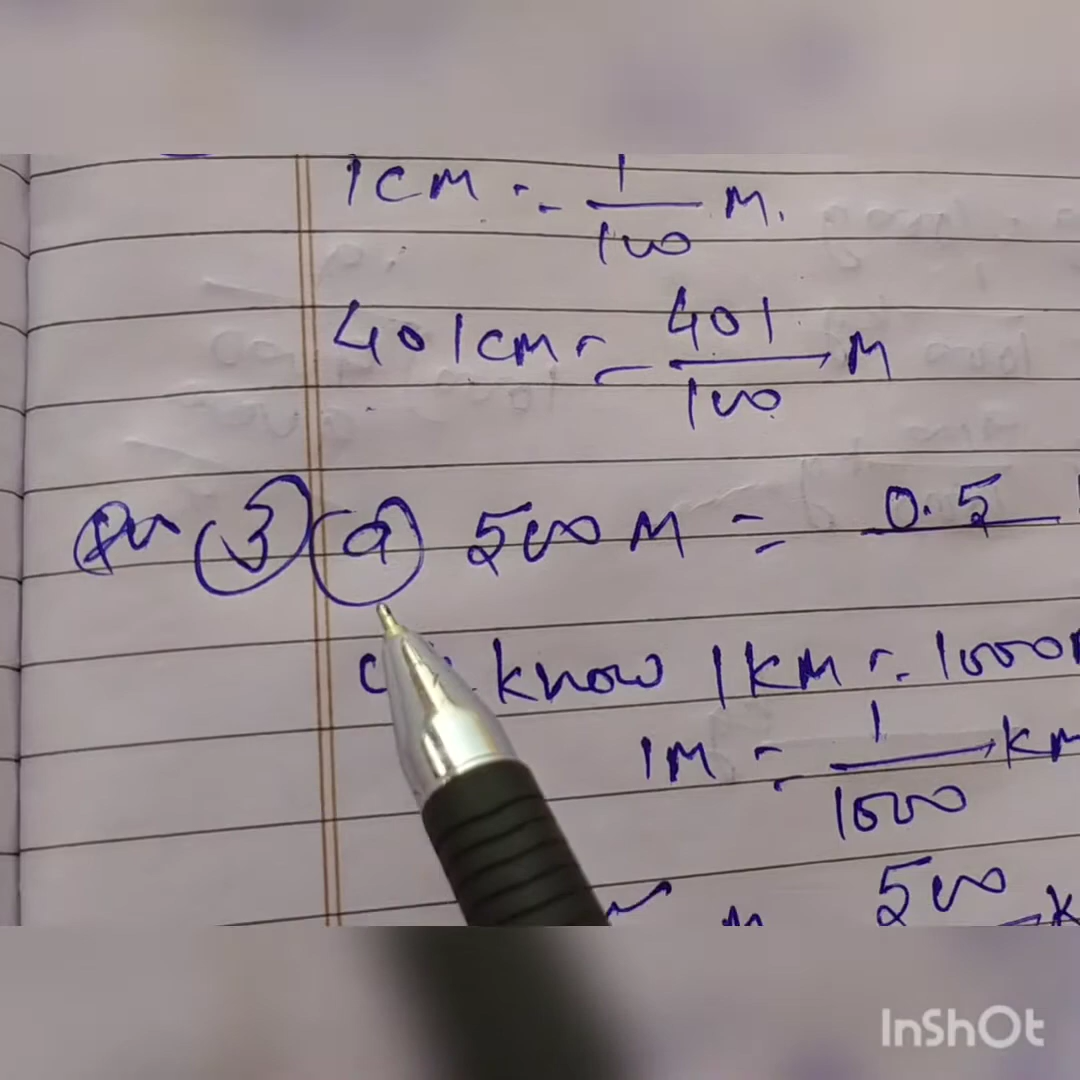 1cm = 1/100 M.
401cm = 401/100 M
Qn 3 a 500 M = 0.5
know 1KM = 1000
1M = 1/1000 KM
500 K
InShOt